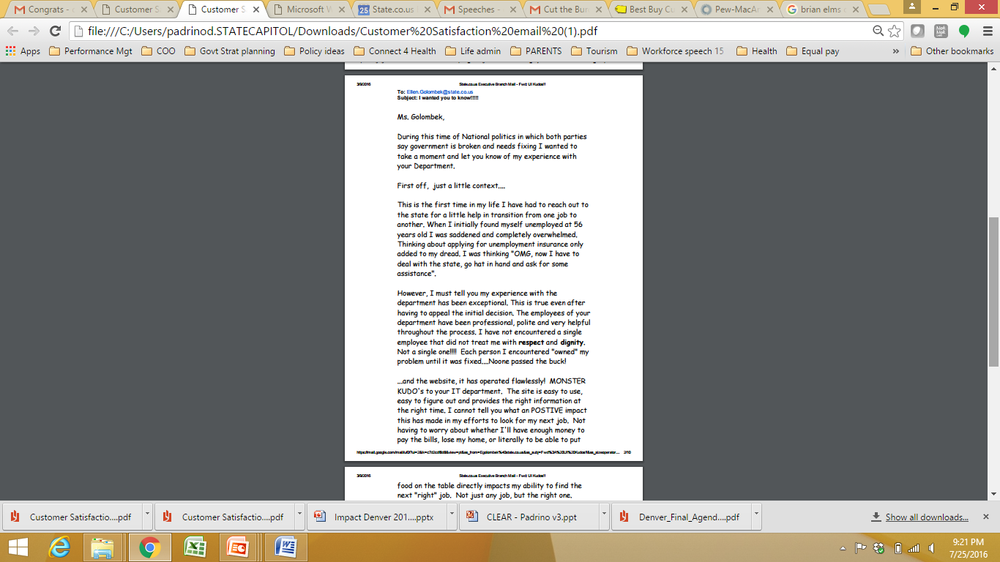 Congrats -
Customer S
Customer S
Microsoft W
25 State.co.us
Speeches -
Cut the Bur
Best Buy Cu
Pew-MacAr
brian elms
file:///C:/Users/padrinod.STATECAPITOL/Downloads/Customer%20Satisfaction%20email%20(1).pdf
Apps Performance Mgt COO Govt Strat planning Policy ideas Connect 4 Health Life admin PARENTS Tourism Workforce speech 15 Health Equal pay » Other bookmarks
3/9/2016 State.co.us Executive Branch Mail - Fwd: UI Kudos!!
To: Ellen.Golombek@state.co.us
Subject: I wanted you to know!!!!!
Ms. Golombek,
During this time of National politics in which both parties
say government is broken and needs fixing I wanted to
take a moment and let you know of my experience with
your Department.
First off, just a little context....
This is the first time in my life I have had to reach out to
the state for a little help in transition from one job to
another. When I initially found myself unemployed at 56
years old I was saddened and completely overwhelmed.
Thinking about applying for unemployment insurance only
added to my dread. I was thinking "OMG, now I have to
deal with the state, go hat in hand and ask for some
assistance".
However, I must tell you my experience with the
department has been exceptional. This is true even after
having to appeal the initial decision. The employees of your
department have been professional, polite and very helpful
throughout the process. I have not encountered a single
employee that did not treat me with respect and dignity.
Not a single one!!!! Each person I encountered "owned" my
problem until it was fixed....Noone passed the buck!
...and the website, it has operated flawlessly! MONSTER
KUDO's to your IT department. The site is easy to use,
easy to figure out and provides the right information at
the right time. I cannot tell you what an POSTIVE impact
this has made in my efforts to look for my next job. Not
having to worry about whether I'll have enough money to
pay the bills, lose my home, or literally to be able to put
2/10
3/9/2016 State.co.us Executive Branch Mail - Fwd: UI Kudos!!
food on the table directly impacts my ability to find the
next "right" job. Not just any job, but the right one.
Customer Satisfactio....pdf
Customer Satisfactio....pdf
Impact Denver 201....pptx
CLEAR - Padrino v3.ppt
Denver_Final_Agend....pdf
Show all downloads...
9:21 PM
7/25/2016